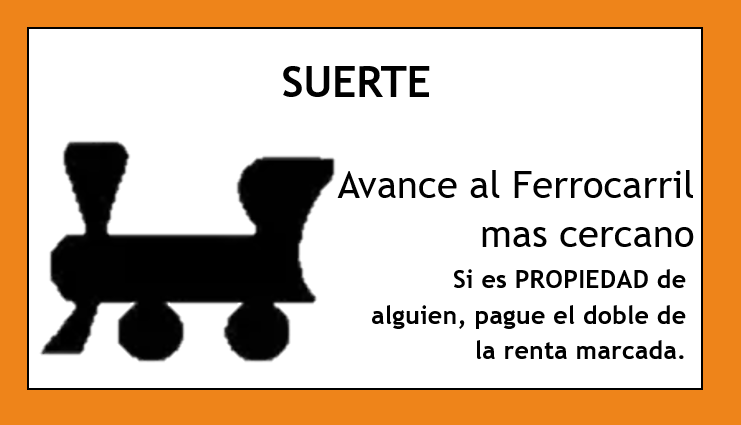 SUERTE
Avance al Ferrocarril
mas cercano
Si es PROPIEDAD de
alguien, pague el doble de
la renta marcada.